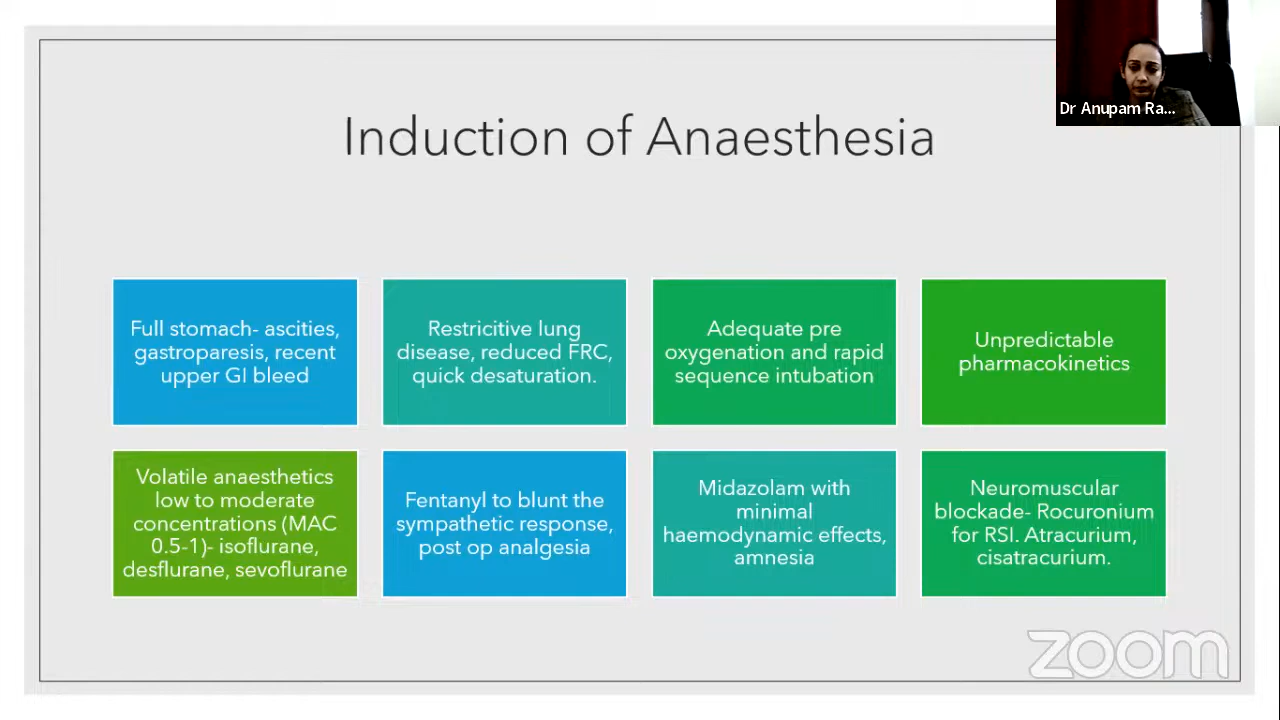 Dr Anupam Ra...
Induction of Anaesthesia
Full stomach- ascities,
gastroparesis, recent
upper GI bleed
Restricitive lung
disease, reduced FRC,
quick desaturation.
Adequate pre
oxygenation and rapid
sequence intubation
Unpredictable
pharmacokinetics
Volatile anaesthetics
low to moderate
concentrations (MAC
0.5-1)- isoflurane,
desflurane, sevoflurane
Fentanyl to blunt the
sympathetic response,
post op analgesia
Midazolam with
minimal
haemodynamic effects,
amnesia
Neuromuscular
blockade- Rocuronium
for RSI. Atracurium,
cisatracurium.
zoom